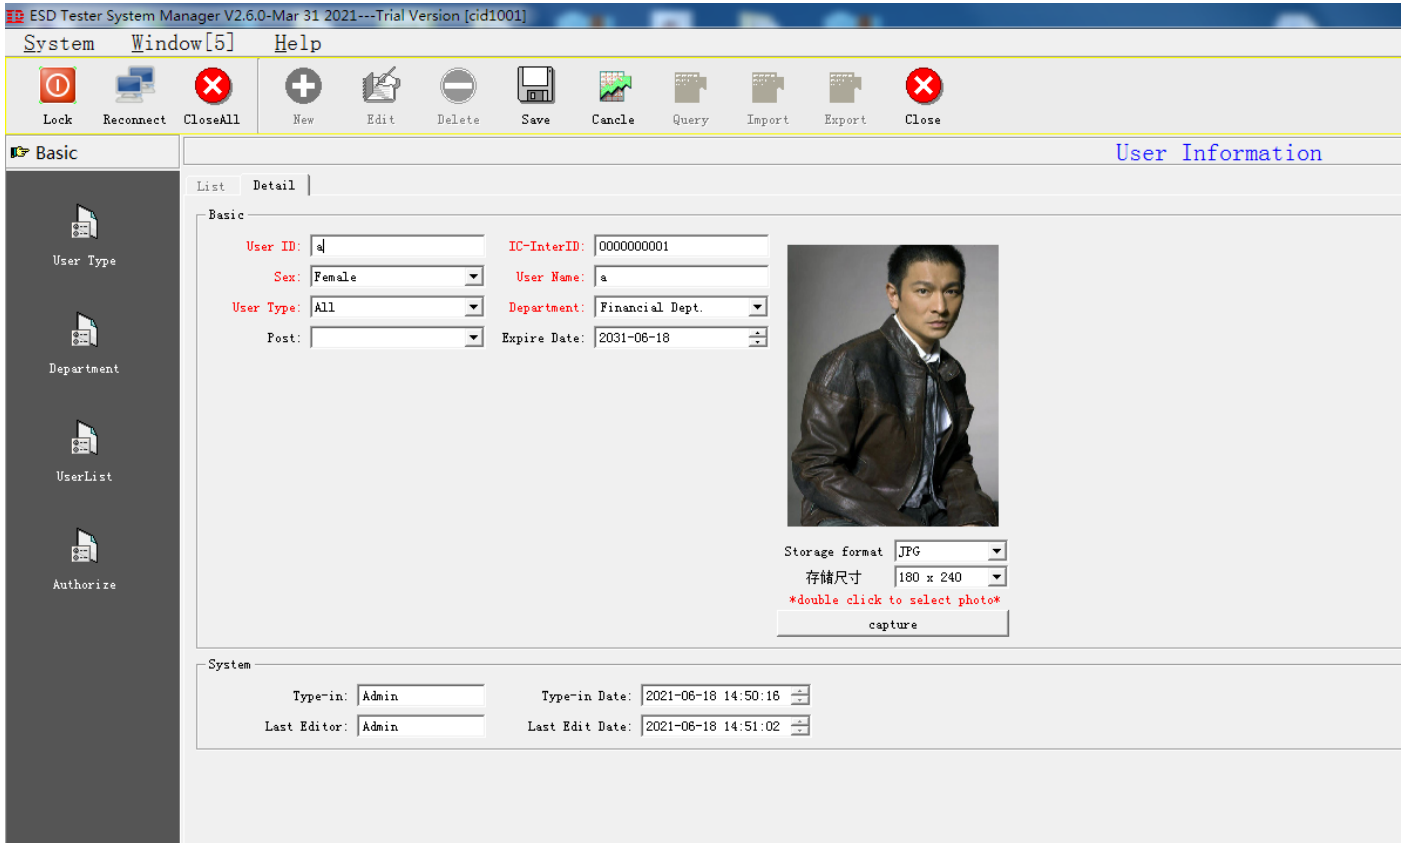 ESD Tester System Manager V2.6.0-Mar 31 2021---Trial Version [cid1001]
System Window[5] Help
Lock Reconnect CloseAll New Edit Delete Save Cancle Query Import Export Close
Basic
User Information
List Detail
User Type
Department
UserList
Authorize
Basic
User ID: a IC-InterID: 0000000001
Sex: Female User Name: a
User Type: All Department: Financial Dept.
Post: Expire Date: 2031-06-18
Storage format JPG
存储尺寸 180 x 240
*double click to select photo*
capture
System
Type-in: Admin Type-in Date: 2021-06-18 14:50:16
Last Editor: Admin Last Edit Date: 2021-06-18 14:51:02